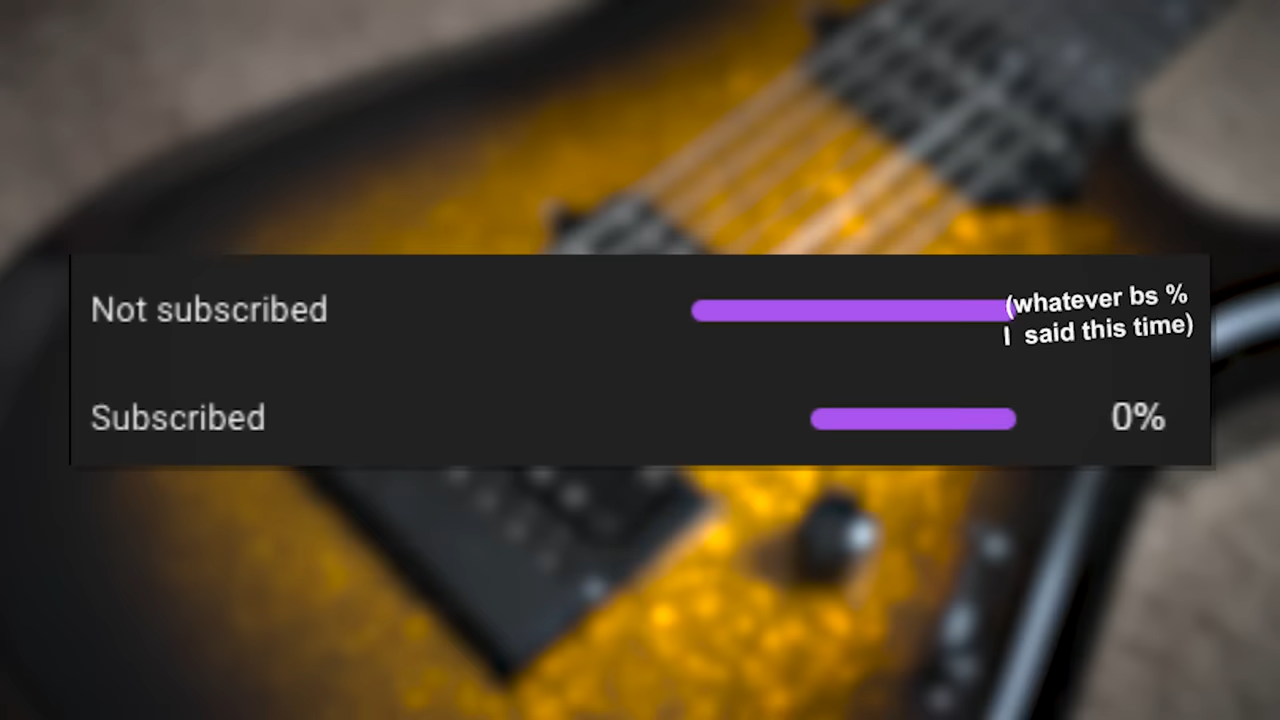 Not subscribed
(whatever bs %
I said this time)
Subscribed
0%